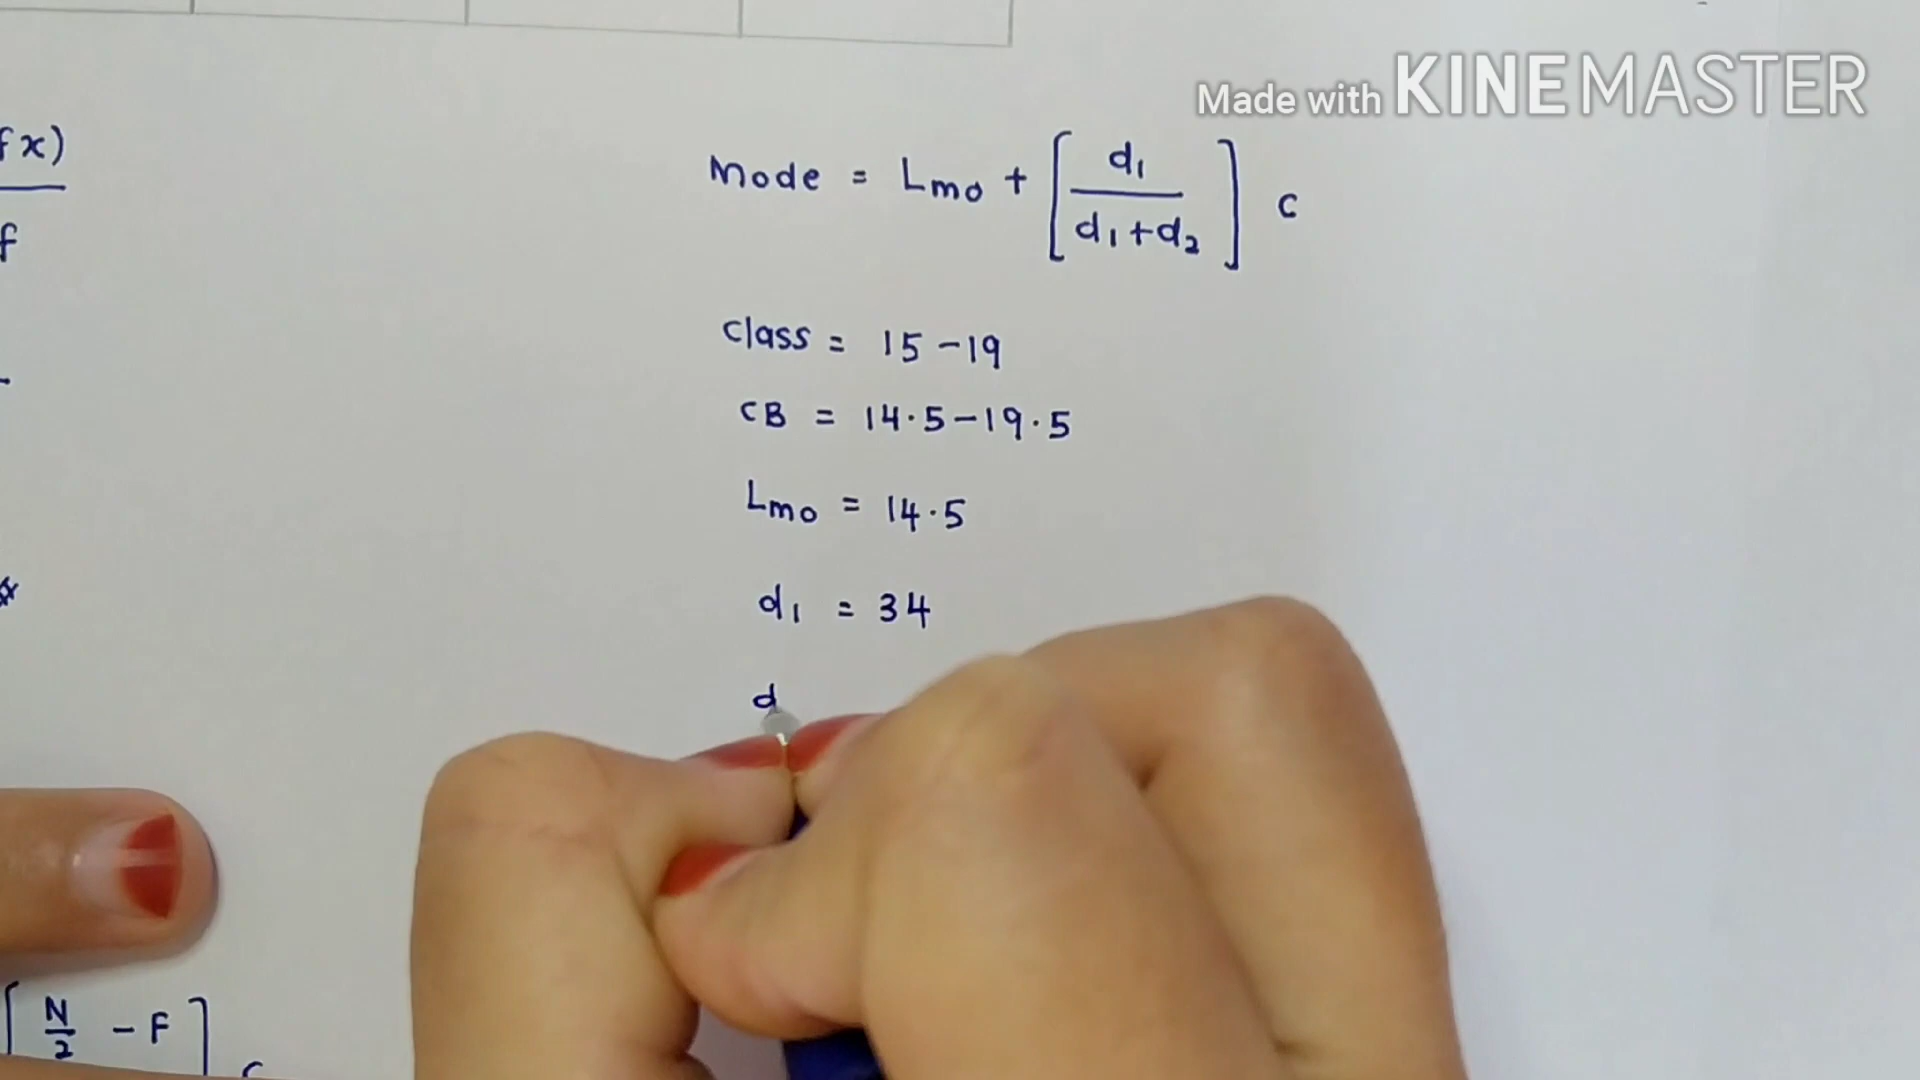 Made with KINEMASTER
fx)
f
Mode = Lmo + [ d1 / d1+d2 ] c
class = 15-19
CB = 14.5-19.5
Lmo = 14.5
d1 = 34
d
[ N/2 - F ] c